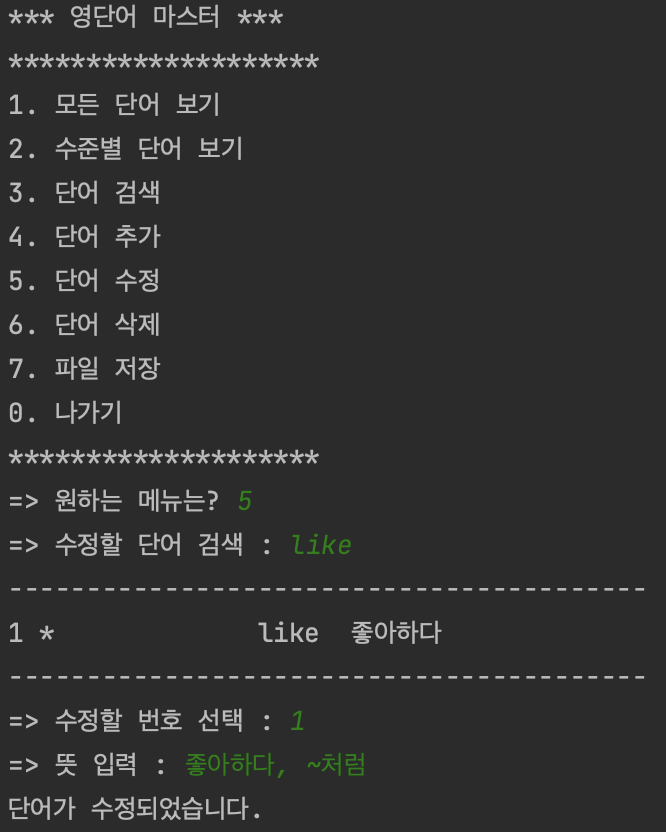 *** 영단어 마스터 ***
********************
1. 모든 단어 보기
2. 수준별 단어 보기
3. 단어 검색
4. 단어 추가
5. 단어 수정
6. 단어 삭제
7. 파일 저장
0. 나가기
********************
=> 원하는 메뉴는? 5
=> 수정할 단어 검색 : like
-----------------------------------------
1 *             like  좋아하다
-----------------------------------------
=> 수정할 번호 선택 : 1
=> 뜻 입력 : 좋아하다, ~처럼
단어가 수정되었습니다.